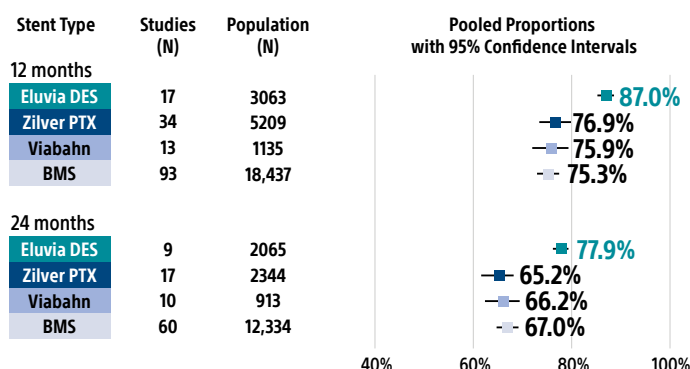 Stent Type Studies (N) Population (N) Pooled Proportions with 95% Confidence Intervals
12 months
Eluvia DES 17 3063 87.0%
Zilver PTX 34 5209 76.9%
Viabahn 13 1135 75.9%
BMS 93 18,437 75.3%
24 months
Eluvia DES 9 2065 77.9%
Zilver PTX 17 2344 65.2%
Viabahn 10 913 66.2%
BMS 60 12,334 67.0%
40% 60% 80% 100%